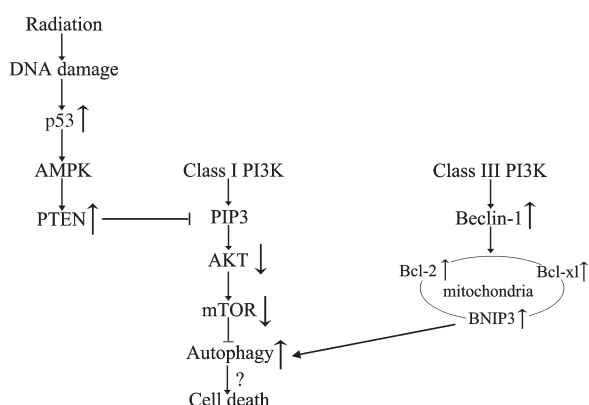 Radiation
DNA damage
p53
AMPK
PTEN
Class I PI3K
PIP3
AKT
mTOR
Autophagy
?
Cell death
Class III PI3K
Beclin-1
Bcl-2
Bcl-xl
mitochondria
BNIP3